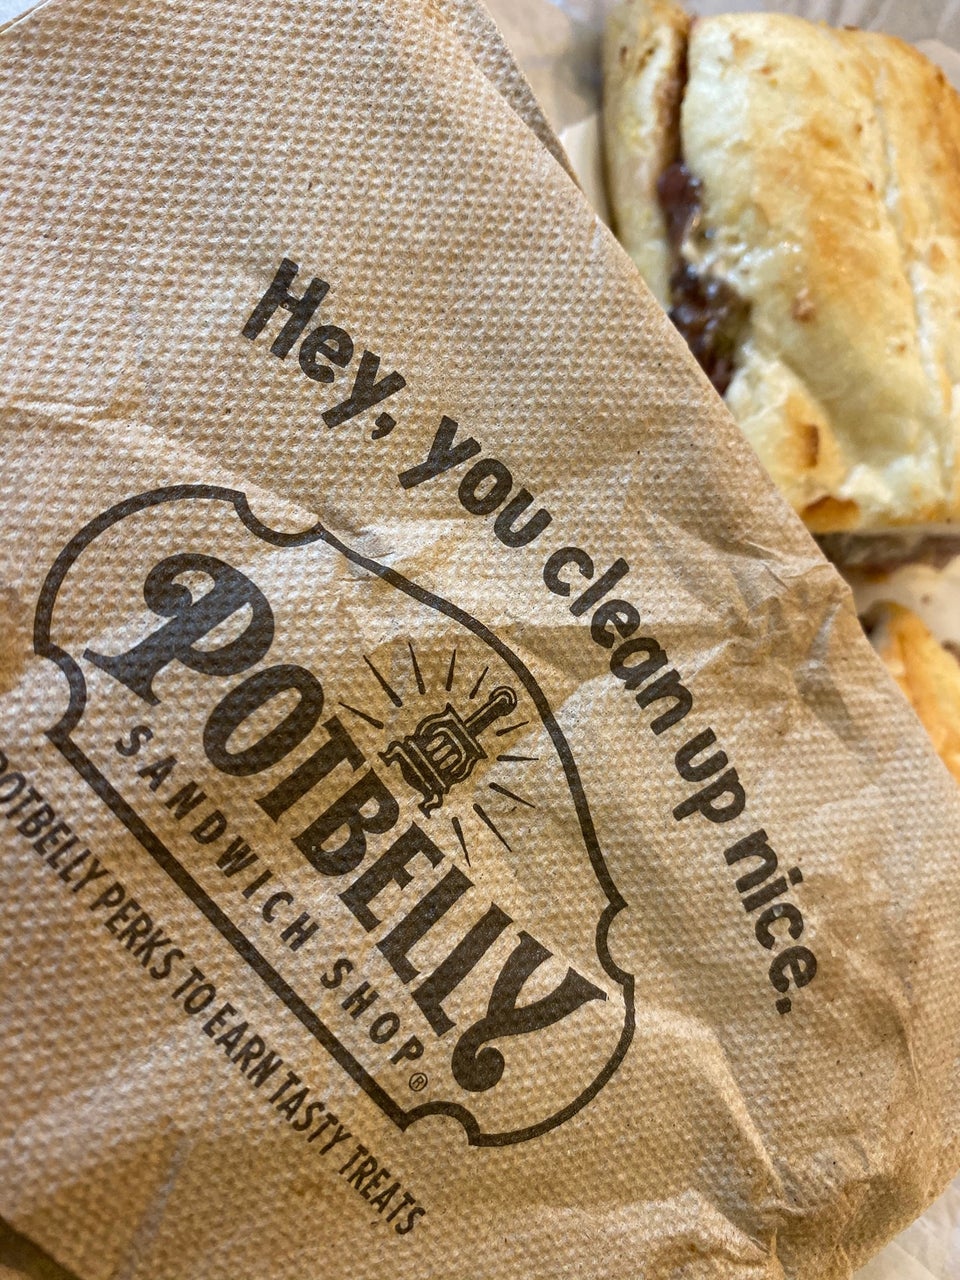 Hey, you clean up nice.
POTBELLY
SANDWICH SHOP®
POTBELLY PERKS TO EARN TASTY TREATS